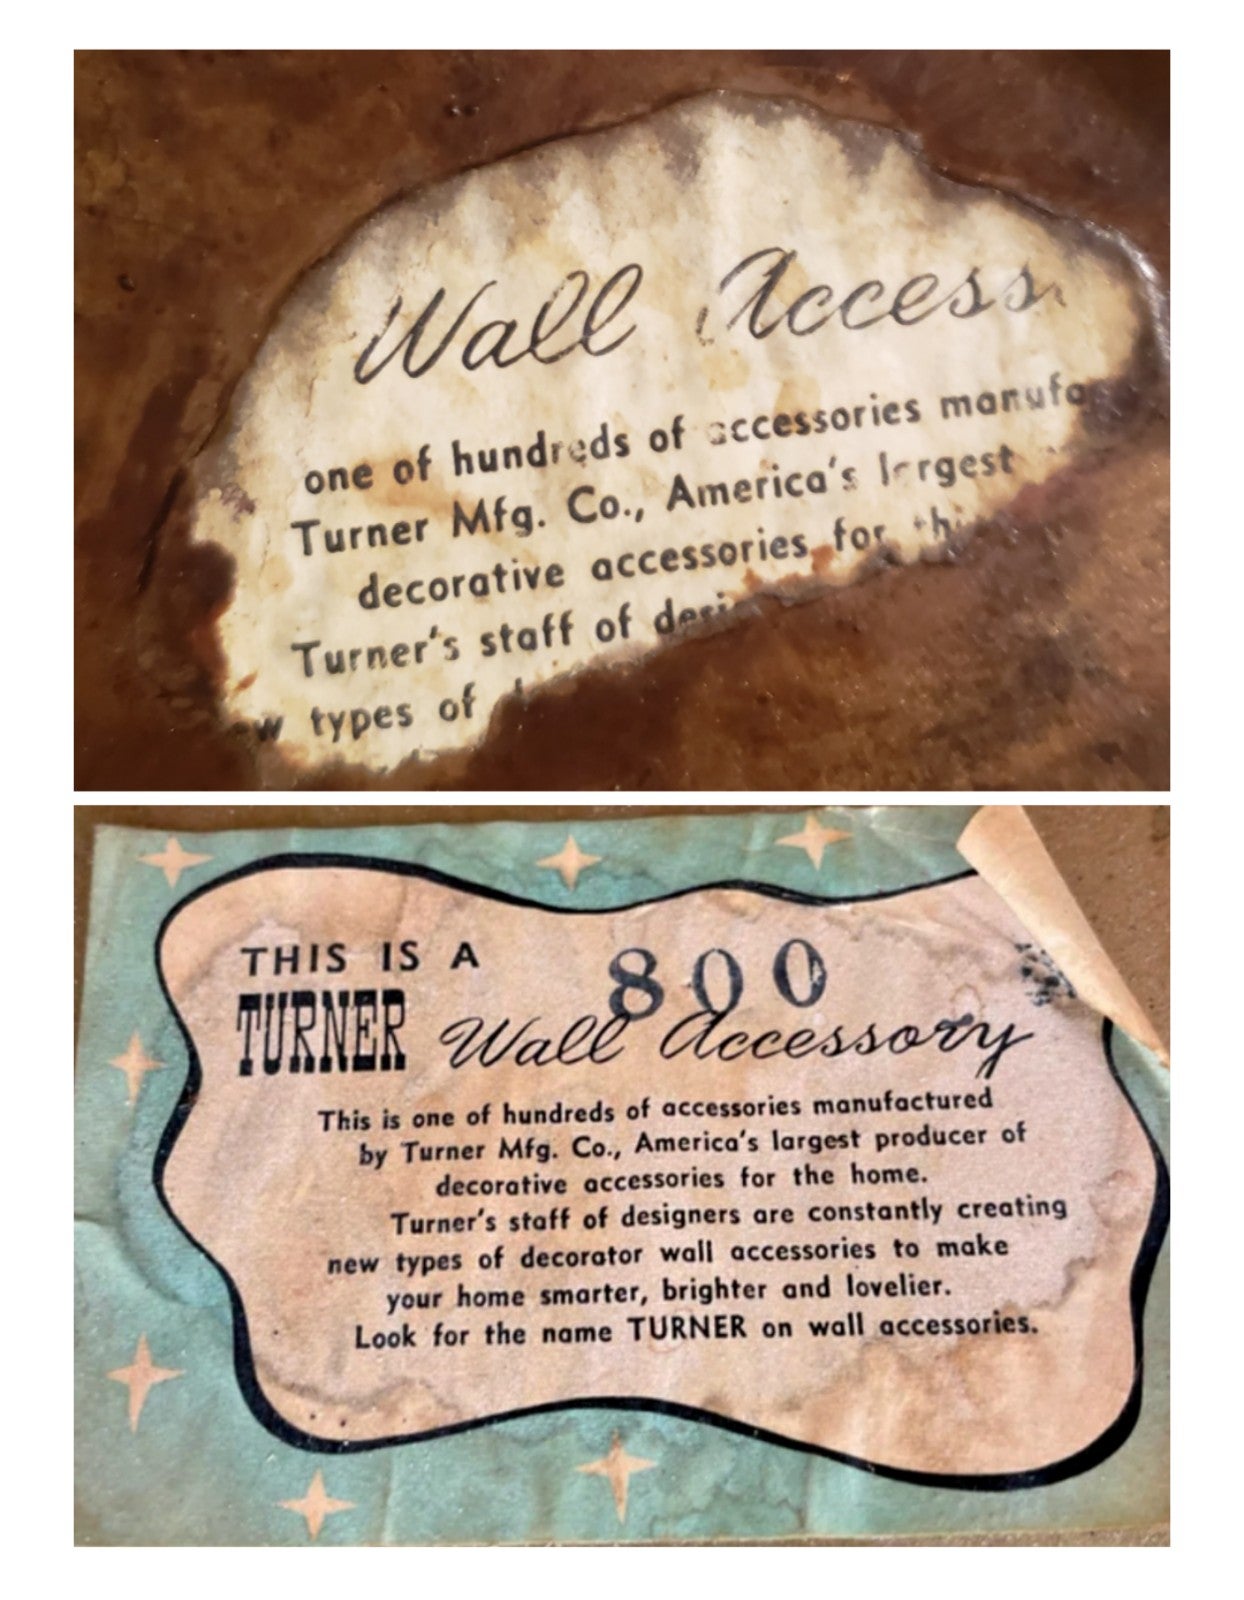 Wall Access
one of hundreds of accessories manufa
Turner Mfg. Co., America's largest
decorative accessories for thi
Turner's staff of desi
ew types of
THIS IS A
800
TURNER Wall Accessory
This is one of hundreds of accessories manufactured
by Turner Mfg. Co., America's largest producer of
decorative accessories for the home.
Turner's staff of designers are constantly creating
new types of decorator wall accessories to make
your home smarter, brighter and lovelier.
Look for the name TURNER on wall accessories.